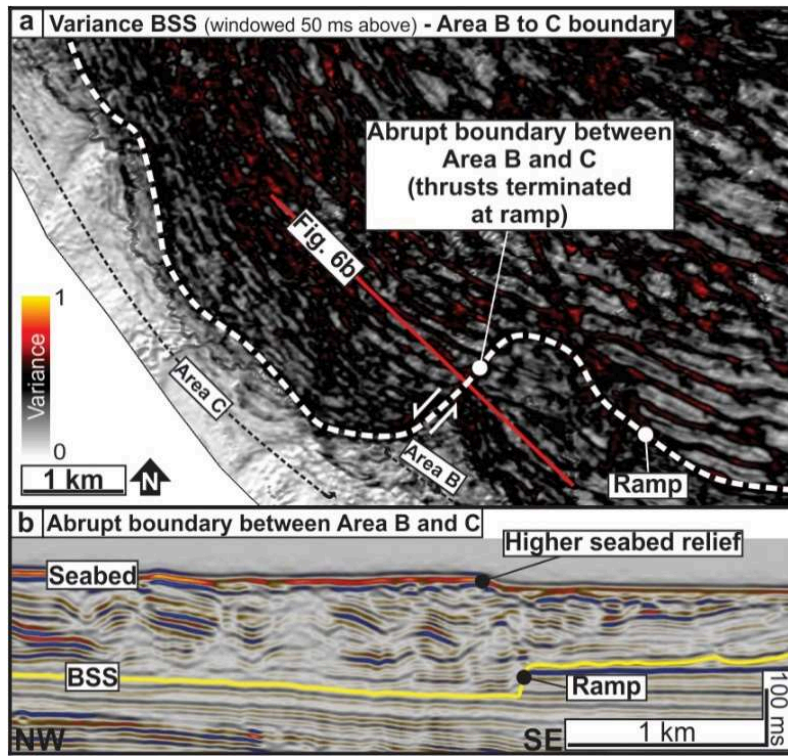 a Variance BSS (windowed 50 ms above) - Area B to C boundary
Abrupt boundary between
Area B and C
(thrusts terminated
at ramp)
Fig. 6b
1
Variance
0
Area C
Area B
Ramp
1 km
N
b Abrupt boundary between Area B and C
Higher seabed relief
Seabed
BSS
Ramp
NW
SE
1 km
100 ms